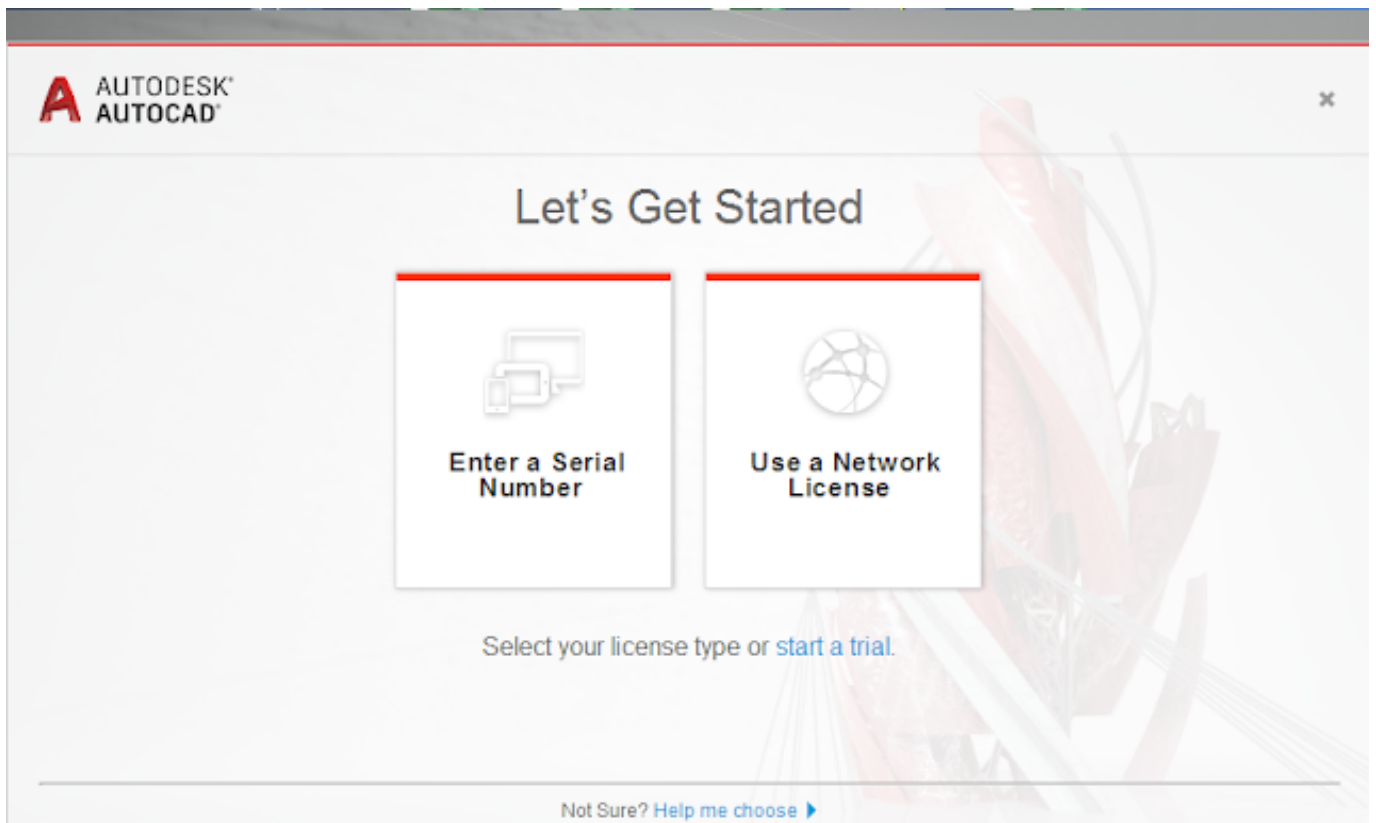 AUTODESK®
AUTOCAD®
Let's Get Started
Enter a Serial
Number
Use a Network
License
Select your license type or start a trial.
Not Sure? Help me choose